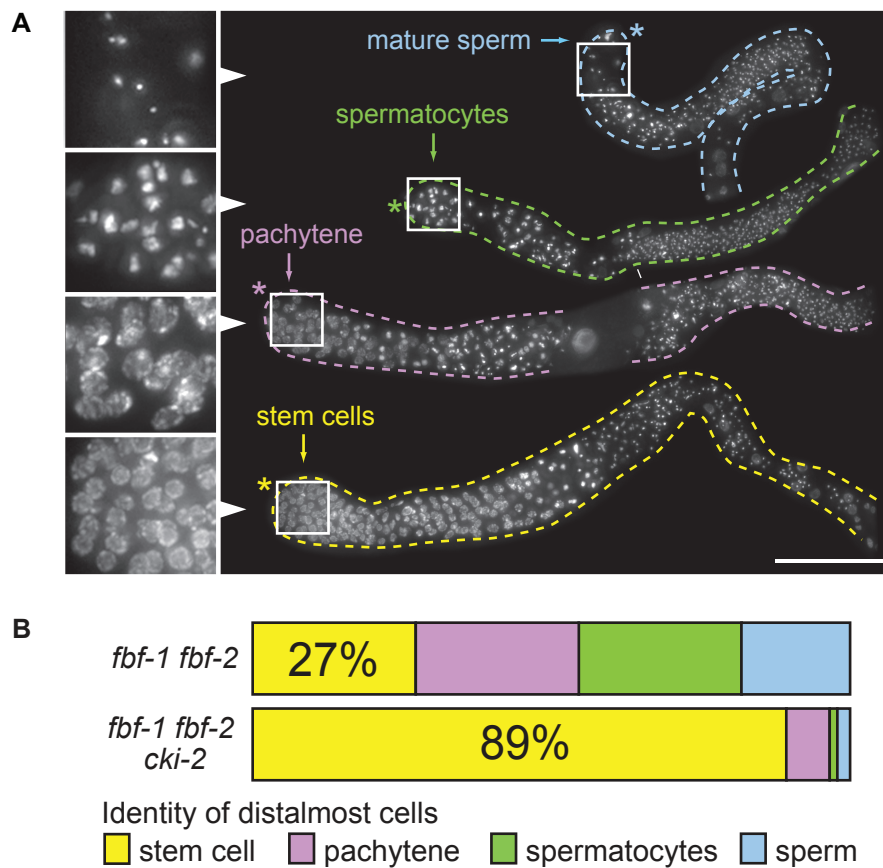 A
mature sperm
*
spermatocytes
*
pachytene
*
stem cells
*
B
fbf-1 fbf-2
27%
fbf-1 fbf-2
cki-2
89%
Identity of distalmost cells
stem cell
pachytene
spermatocytes
sperm